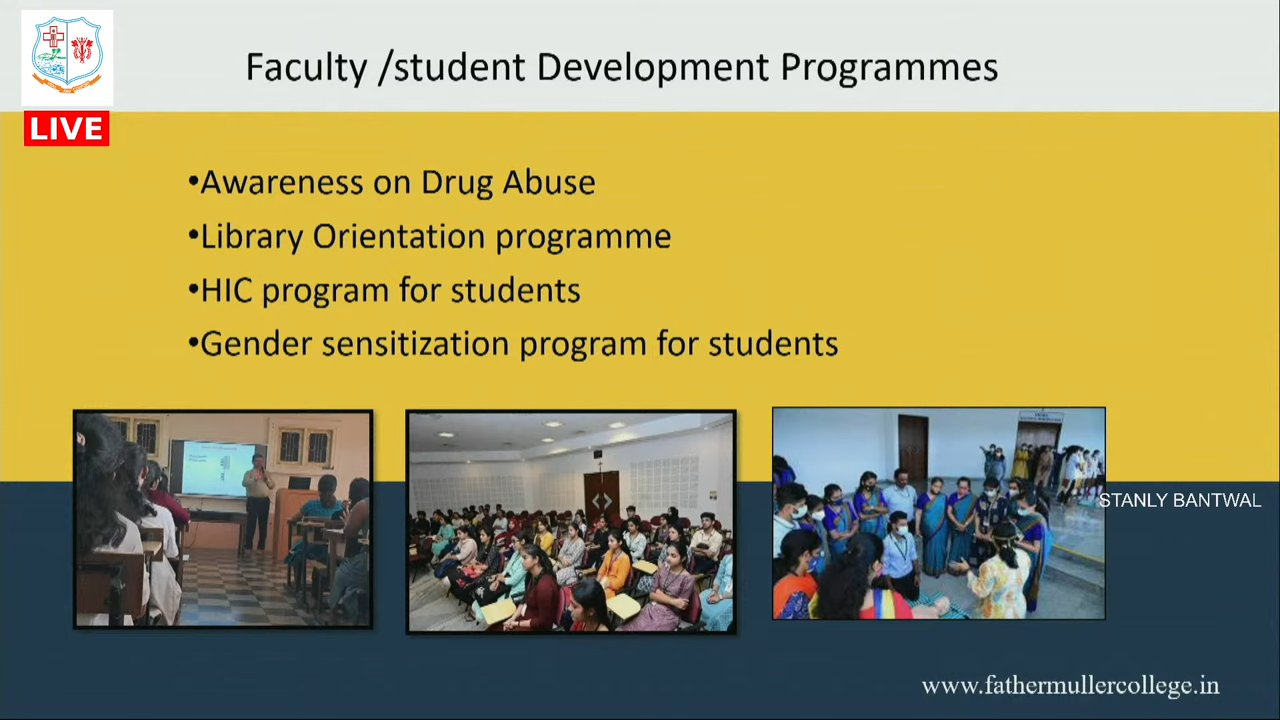 Faculty /student Development Programmes
LIVE
•Awareness on Drug Abuse
•Library Orientation programme
•HIC program for students
•Gender sensitization program for students
STANLY BANTWAL
www.fathermullercollege.in